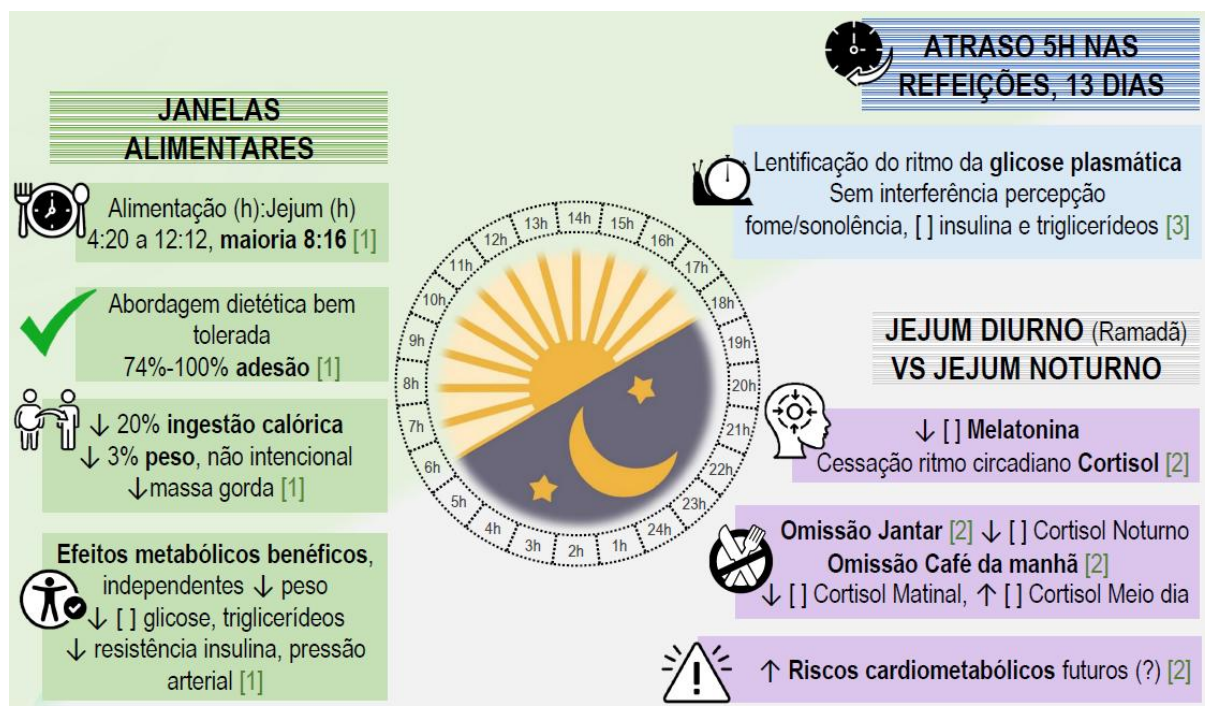 JANELAS
ALIMENTARES
Alimentação (h):Jejum (h)
4:20 a 12:12, maioria 8:16 [1]
Abordagem dietética bem
tolerada
74%-100% adesão [1]
↓ 20% ingestão calórica
↓ 3% peso, não intencional
↓massa gorda [1]
Efeitos metabólicos benéficos,
independentes ↓ peso
↓ [ ] glicose, triglicerídeos
↓ resistência insulina, pressão
arterial [1]
14h
15h
16h
17h
18h
19h
20h
21h
22h
23h
24h
1h
2h
3h
4h
5h
6h
7h
8h
9h
10h
11h
12h
13h
ATRASO 5H NAS
REFEIÇÕES, 13 DIAS
Lentificação do ritmo da glicose plasmática
Sem interferência percepção
fome/sonolência, [ ] insulina e triglicerídeos [3]
JEJUM DIURNO (Ramadã)
VS JEJUM NOTURNO
↓ [ ] Melatonina
Cessação ritmo circadiano Cortisol [2]
Omissão Jantar [2] ↓ [ ] Cortisol Noturno
Omissão Café da manhã [2]
↓ [ ] Cortisol Matinal, ↑ [ ] Cortisol Meio dia
↑ Riscos cardiometabólicos futuros (?) [2]